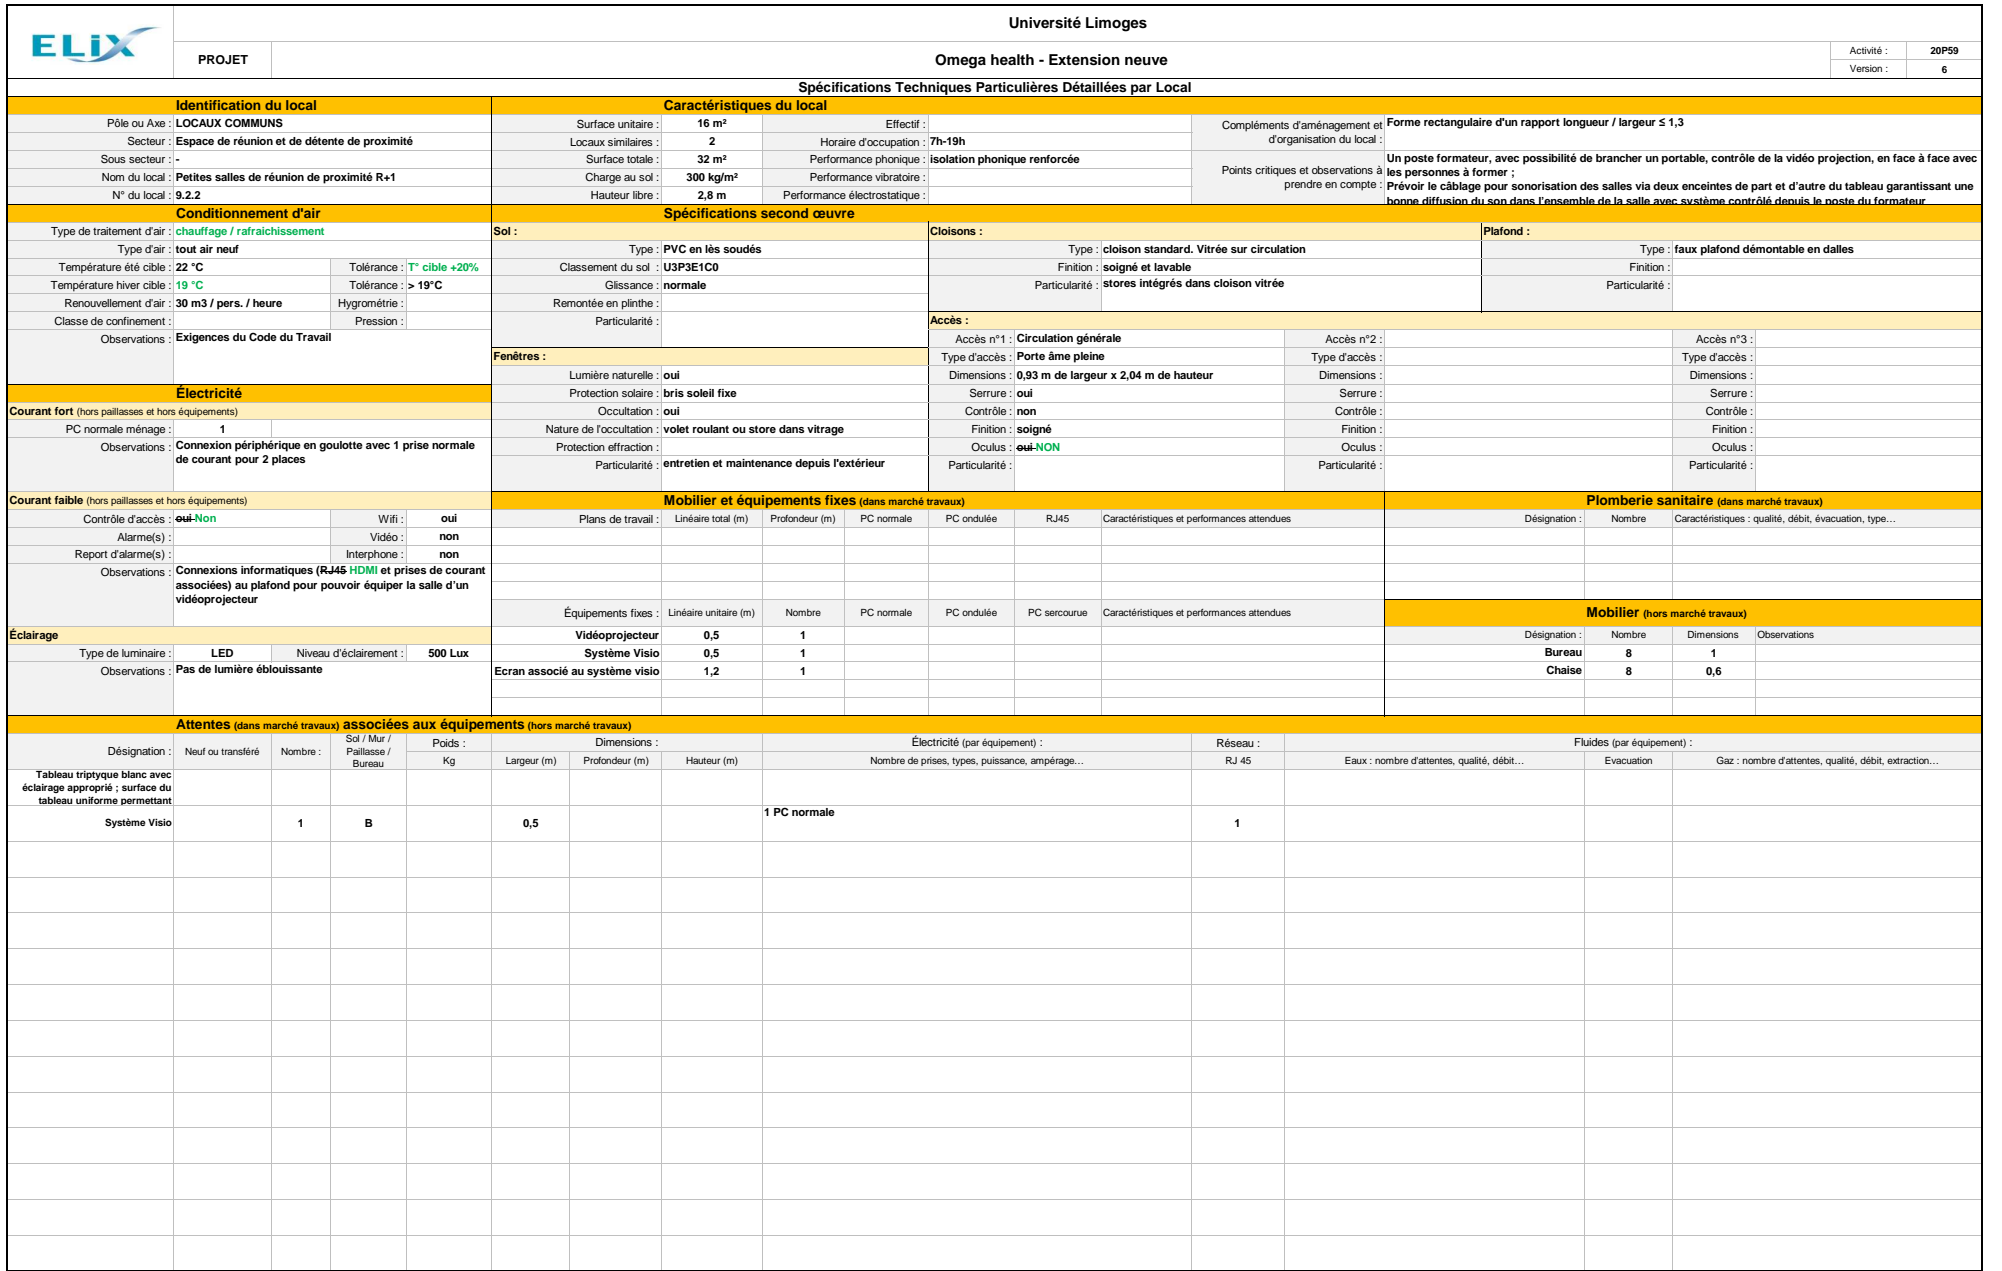 ELiX
Université Limoges
PROJET
Omega health - Extension neuve
Activité : 20P59
Version : 6
Spécifications Techniques Particulières Détaillées par Local
Identification du local
Pôle ou Axe : LOCAUX COMMUNS
Secteur : Espace de réunion et de détente de proximité
Sous secteur : -
Nom du local : Petites salles de réunion de proximité R+1
N° du local : 9.2.2
Caractéristiques du local
Surface unitaire : 16 m² Effectif :
Locaux similaires : 2 Horaire d'occupation : 7h-19h
Surface totale : 32 m² Performance phonique : isolation phonique renforcée
Charge au sol : 300 kg/m² Performance vibratoire :
Hauteur libre : 2,8 m Performance électrostatique :
Compléments d'aménagement et d'organisation du local : Forme rectangulaire d'un rapport longueur / largeur ≤ 1,3
Points critiques et observations à prendre en compte :
Un poste formateur, avec possibilité de brancher un portable, contrôle de la vidéo projection, en face à face avec
les personnes à former ;
Prévoir le câblage pour sonorisation des salles via deux enceintes de part et d'autre du tableau garantissant une
bonne diffusion du son dans l'ensemble de la salle avec système contrôlé depuis le poste du formateur
Conditionnement d'air
Type de traitement d'air : chauffage / rafraichissement
Type d'air : tout air neuf
Température été cible : 22 °C Tolérance : T° cible +20%
Température hiver cible : 19 °C Tolérance : > 19°C
Renouvellement d'air : 30 m3 / pers. / heure Hygrométrie :
Classe de confinement : Pression :
Observations : Exigences du Code du Travail
Spécifications second œuvre
Sol :
Type : PVC en lès soudés
Classement du sol : U3P3E1C0
Glissance : normale
Remontée en plinthe :
Particularité :
Cloisons :
Type : cloison standard. Vitrée sur circulation
Finition : soigné et lavable
Particularité : stores intégrés dans cloison vitrée
Plafond :
Type : faux plafond démontable en dalles
Finition :
Particularité :
Fenêtres :
Lumière naturelle : oui
Protection solaire : bris soleil fixe
Occultation : oui
Nature de l'occultation : volet roulant ou store dans vitrage
Protection effraction :
Particularité : entretien et maintenance depuis l'extérieur
Accès :
Accès n°1 : Circulation générale Accès n°2 : Accès n°3 :
Type d'accès : Porte âme pleine Type d'accès : Type d'accès :
Dimensions : 0,93 m de largeur x 2,04 m de hauteur Dimensions : Dimensions :
Serrure : oui Serrure : Serrure :
Contrôle : non Contrôle : Contrôle :
Finition : soigné Finition : Finition :
Oculus : oui NON Oculus : Oculus :
Particularité : Particularité : Particularité :
Électricité
Courant fort (hors paillasses et hors équipements)
PC normale ménage : 1
Observations : Connexion périphérique en goulotte avec 1 prise normale
de courant pour 2 places
Courant faible (hors paillasses et hors équipements)
Contrôle d'accès : oui Non Wifi : oui
Alarme(s) : Vidéo : non
Report d'alarme(s) : Interphone : non
Observations : Connexions informatiques (RJ45 HDMI et prises de courant
associées) au plafond pour pouvoir équiper la salle d'un
vidéoprojecteur
Éclairage
Type de luminaire : LED Niveau d'éclairement : 500 Lux
Observations : Pas de lumière éblouissante
Mobilier et équipements fixes (dans marché travaux)
Plans de travail : Linéaire total (m) Profondeur (m) PC normale PC ondulée RJ45 Caractéristiques et performances attendues
Équipements fixes : Linéaire unitaire (m) Nombre PC normale PC ondulée PC sercourue Caractéristiques et performances attendues
Vidéoprojecteur 0,5 1
Système Visio 0,5 1
Ecran associé au système visio 1,2 1
Plomberie sanitaire (dans marché travaux)
Désignation : Nombre Caractéristiques : qualité, débit, évacuation, type…
Mobilier (hors marché travaux)
Désignation : Nombre Dimensions Observations
Bureau 8 1
Chaise 8 0,6
Attentes (dans marché travaux) associées aux équipements (hors marché travaux)
Désignation : Neuf ou transféré Nombre : Sol / Mur / Paillasse / Bureau Poids : Dimensions : Électricité (par équipement) : Réseau : Fluides (par équipement) :
Kg Largeur (m) Profondeur (m) Hauteur (m) Nombre de prises, types, puissance, ampérage… RJ 45 Eaux : nombre d'attentes, qualité, débit… Evacuation Gaz : nombre d'attentes, qualité, débit, extraction…
Tableau triptyque blanc avec
éclairage approprié ; surface du
tableau uniforme permettant
Système Visio 1 B 0,5 1 PC normale 1